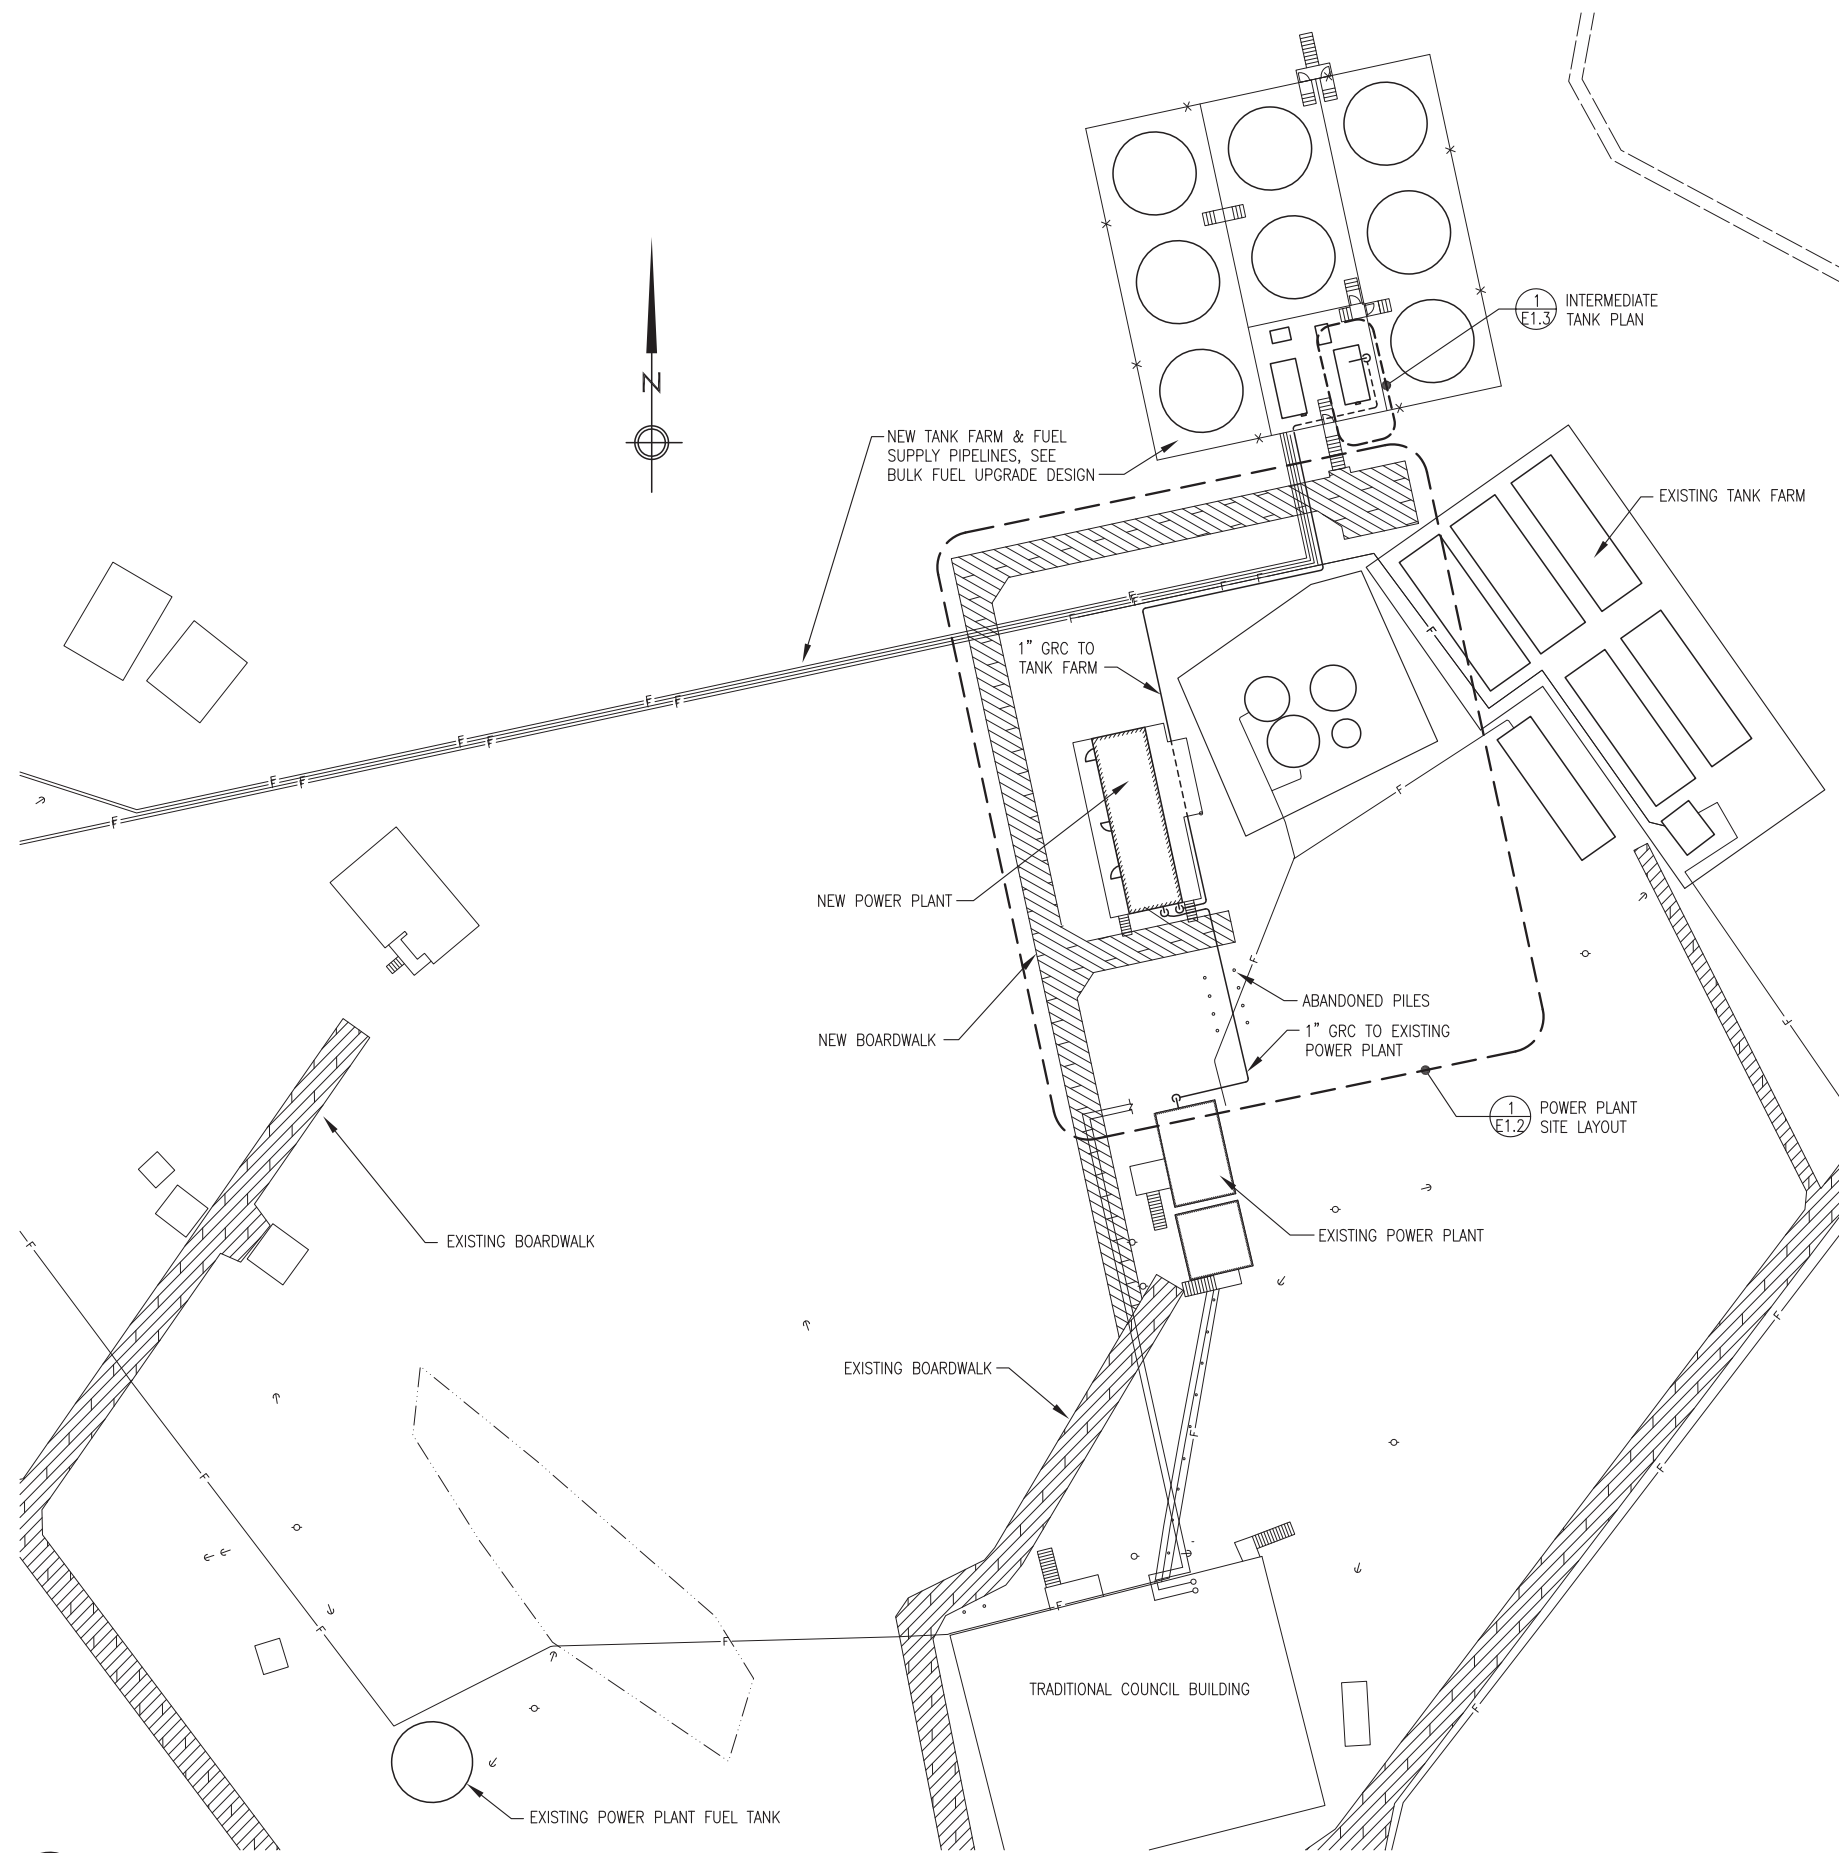 1
E1.3
INTERMEDIATE
TANK PLAN
N
NEW TANK FARM & FUEL
SUPPLY PIPELINES, SEE
BULK FUEL UPGRADE DESIGN
EXISTING TANK FARM
F
F
F
F
F
1" GRC TO
TANK FARM
F
F
F
F
F
F
F
F
F
F
F
NEW POWER PLANT
F
ABANDONED PILES
F
1" GRC TO EXISTING
POWER PLANT
NEW BOARDWALK
1
E1.2
POWER PLANT
SITE LAYOUT
EXISTING POWER PLANT
F
EXISTING BOARDWALK
F
EXISTING BOARDWALK
F
F
F
F
F
F
F
TRADITIONAL COUNCIL BUILDING
F
EXISTING POWER PLANT FUEL TANK